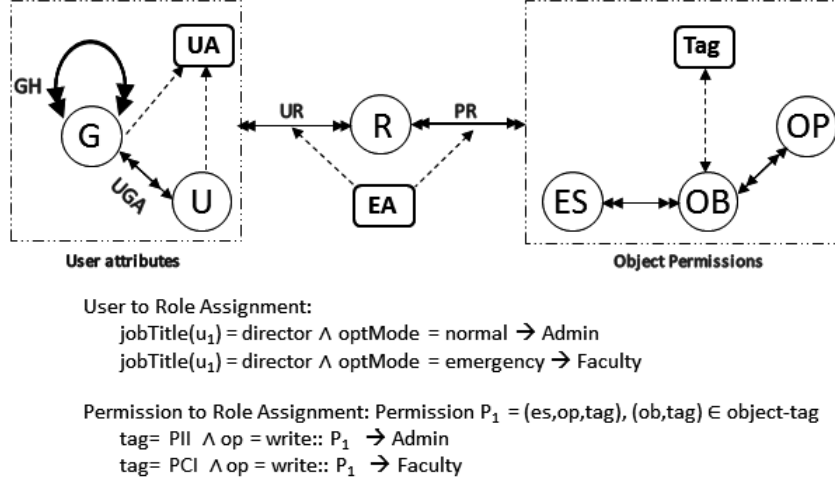 UA
Tag
GH
UR
PR
G
R
OP
UGA
U
EA
ES
OB
User attributes
Object Permissions
User to Role Assignment:
jobTitle(u₁) = director ∧ optMode = normal → Admin
jobTitle(u₁) = director ∧ optMode = emergency → Faculty
Permission to Role Assignment: Permission P₁ = (es,op,tag), (ob,tag) ∈ object-tag
tag= PII ∧ op = write:: P₁ → Admin
tag= PCI ∧ op = write:: P₁ → Faculty